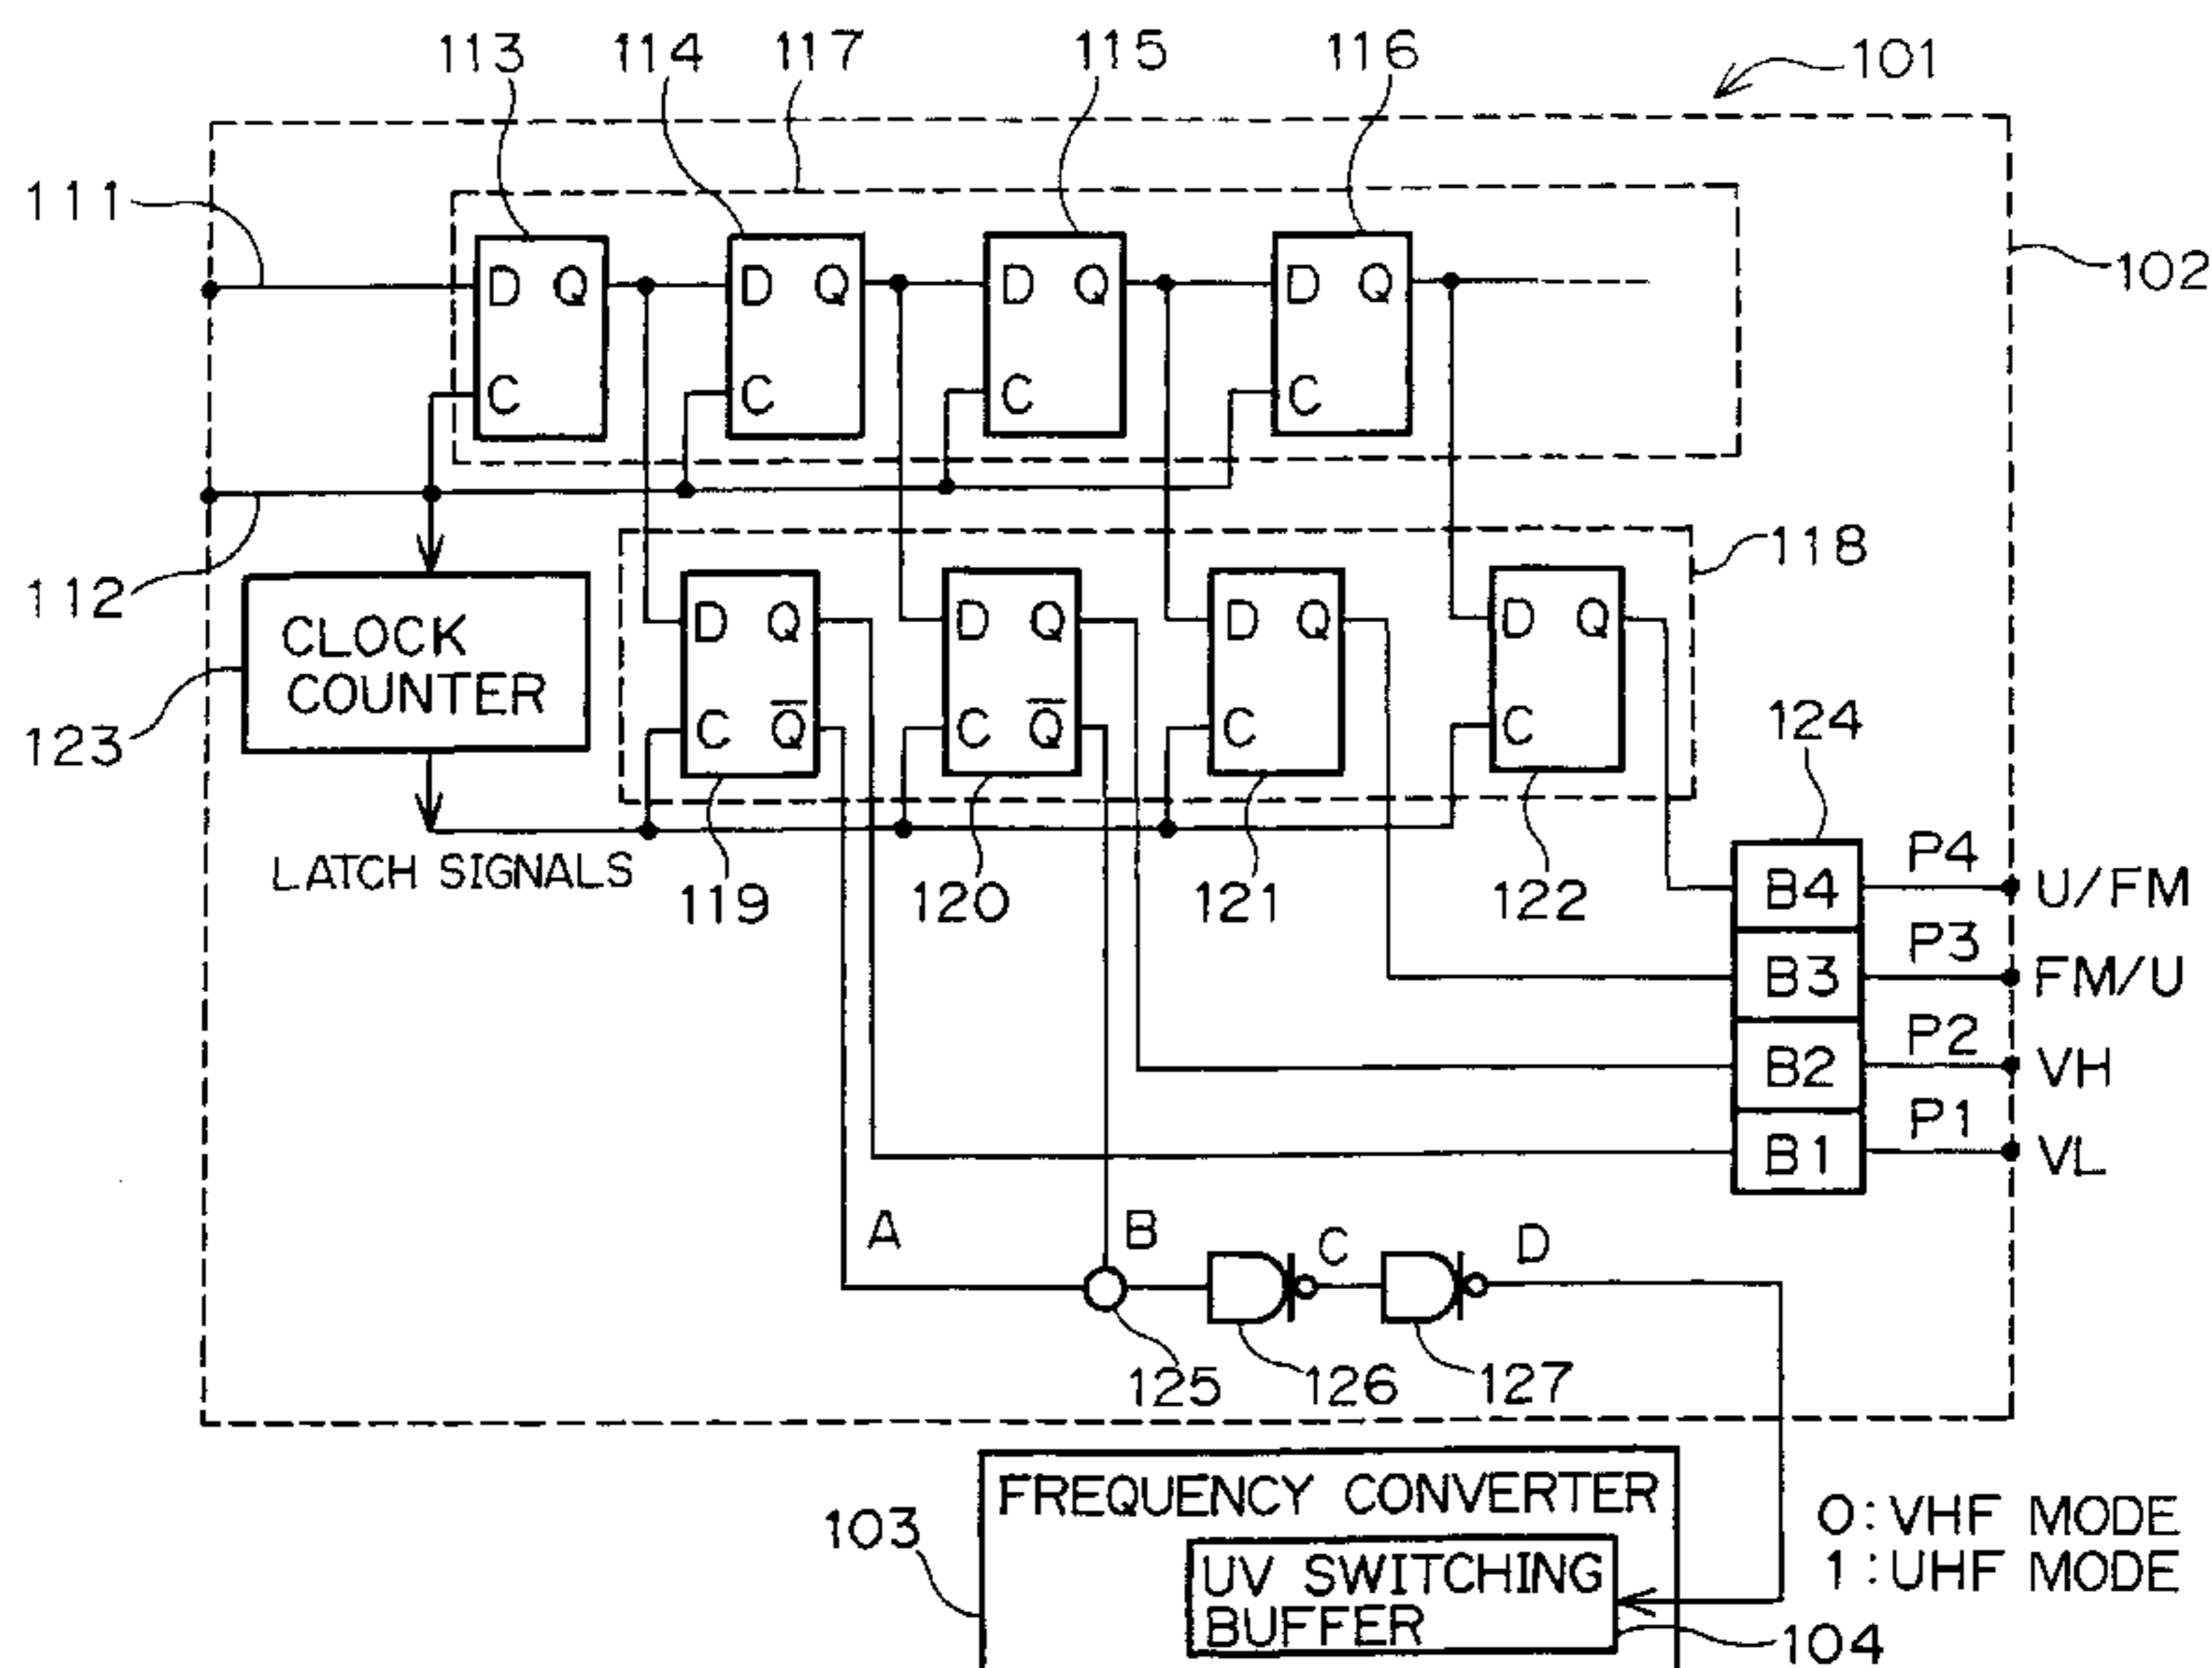 113 114 117 115 116 101
111
D Q D Q D Q D Q
102
C C C C
112
118
CLOCK
COUNTER
D Q D Q D Q D Q
C Q̅ C Q̅ C C
123
124
LATCH SIGNALS
119 120 121 122
B4 P4 U/FM
B3 P3 FM/U
B2 P2 VH
B1 P1 VL
A B C D
125 126 127
FREQUENCY CONVERTER
103
UV SWITCHING
BUFFER
0: VHF MODE
1: UHF MODE
104